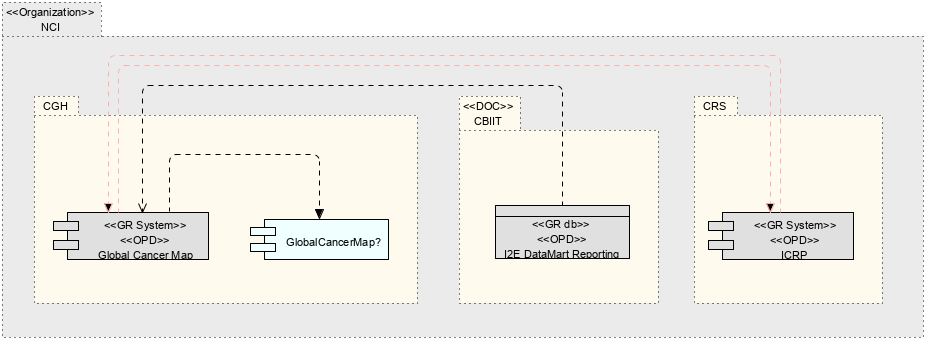 <<Organization>>
NCI
CGH
<<DOC>>
CBIIT
CRS
<<GR System>>
<<OPD>>
Global Cancer Map
GlobalCancerMap?
<<GR db>>
<<OPD>>
I2E DataMart Reporting
<<GR System>>
<<OPD>>
ICRP